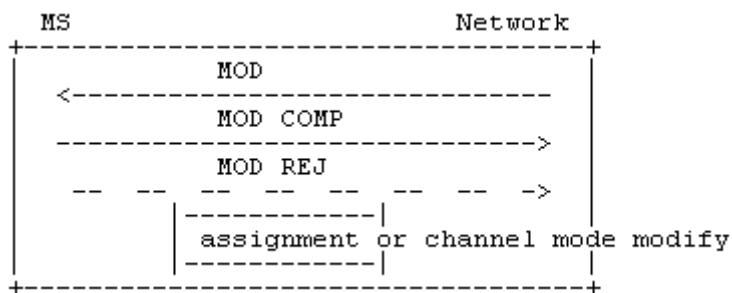 MS Network
MOD
MOD COMP
MOD REJ
assignment or channel mode modify